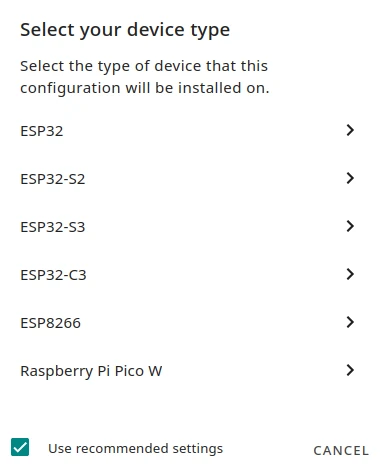 Select your device type
Select the type of device that this
configuration will be installed on.
ESP32
ESP32-S2
ESP32-S3
ESP32-C3
ESP8266
Raspberry Pi Pico W
Use recommended settings
CANCEL